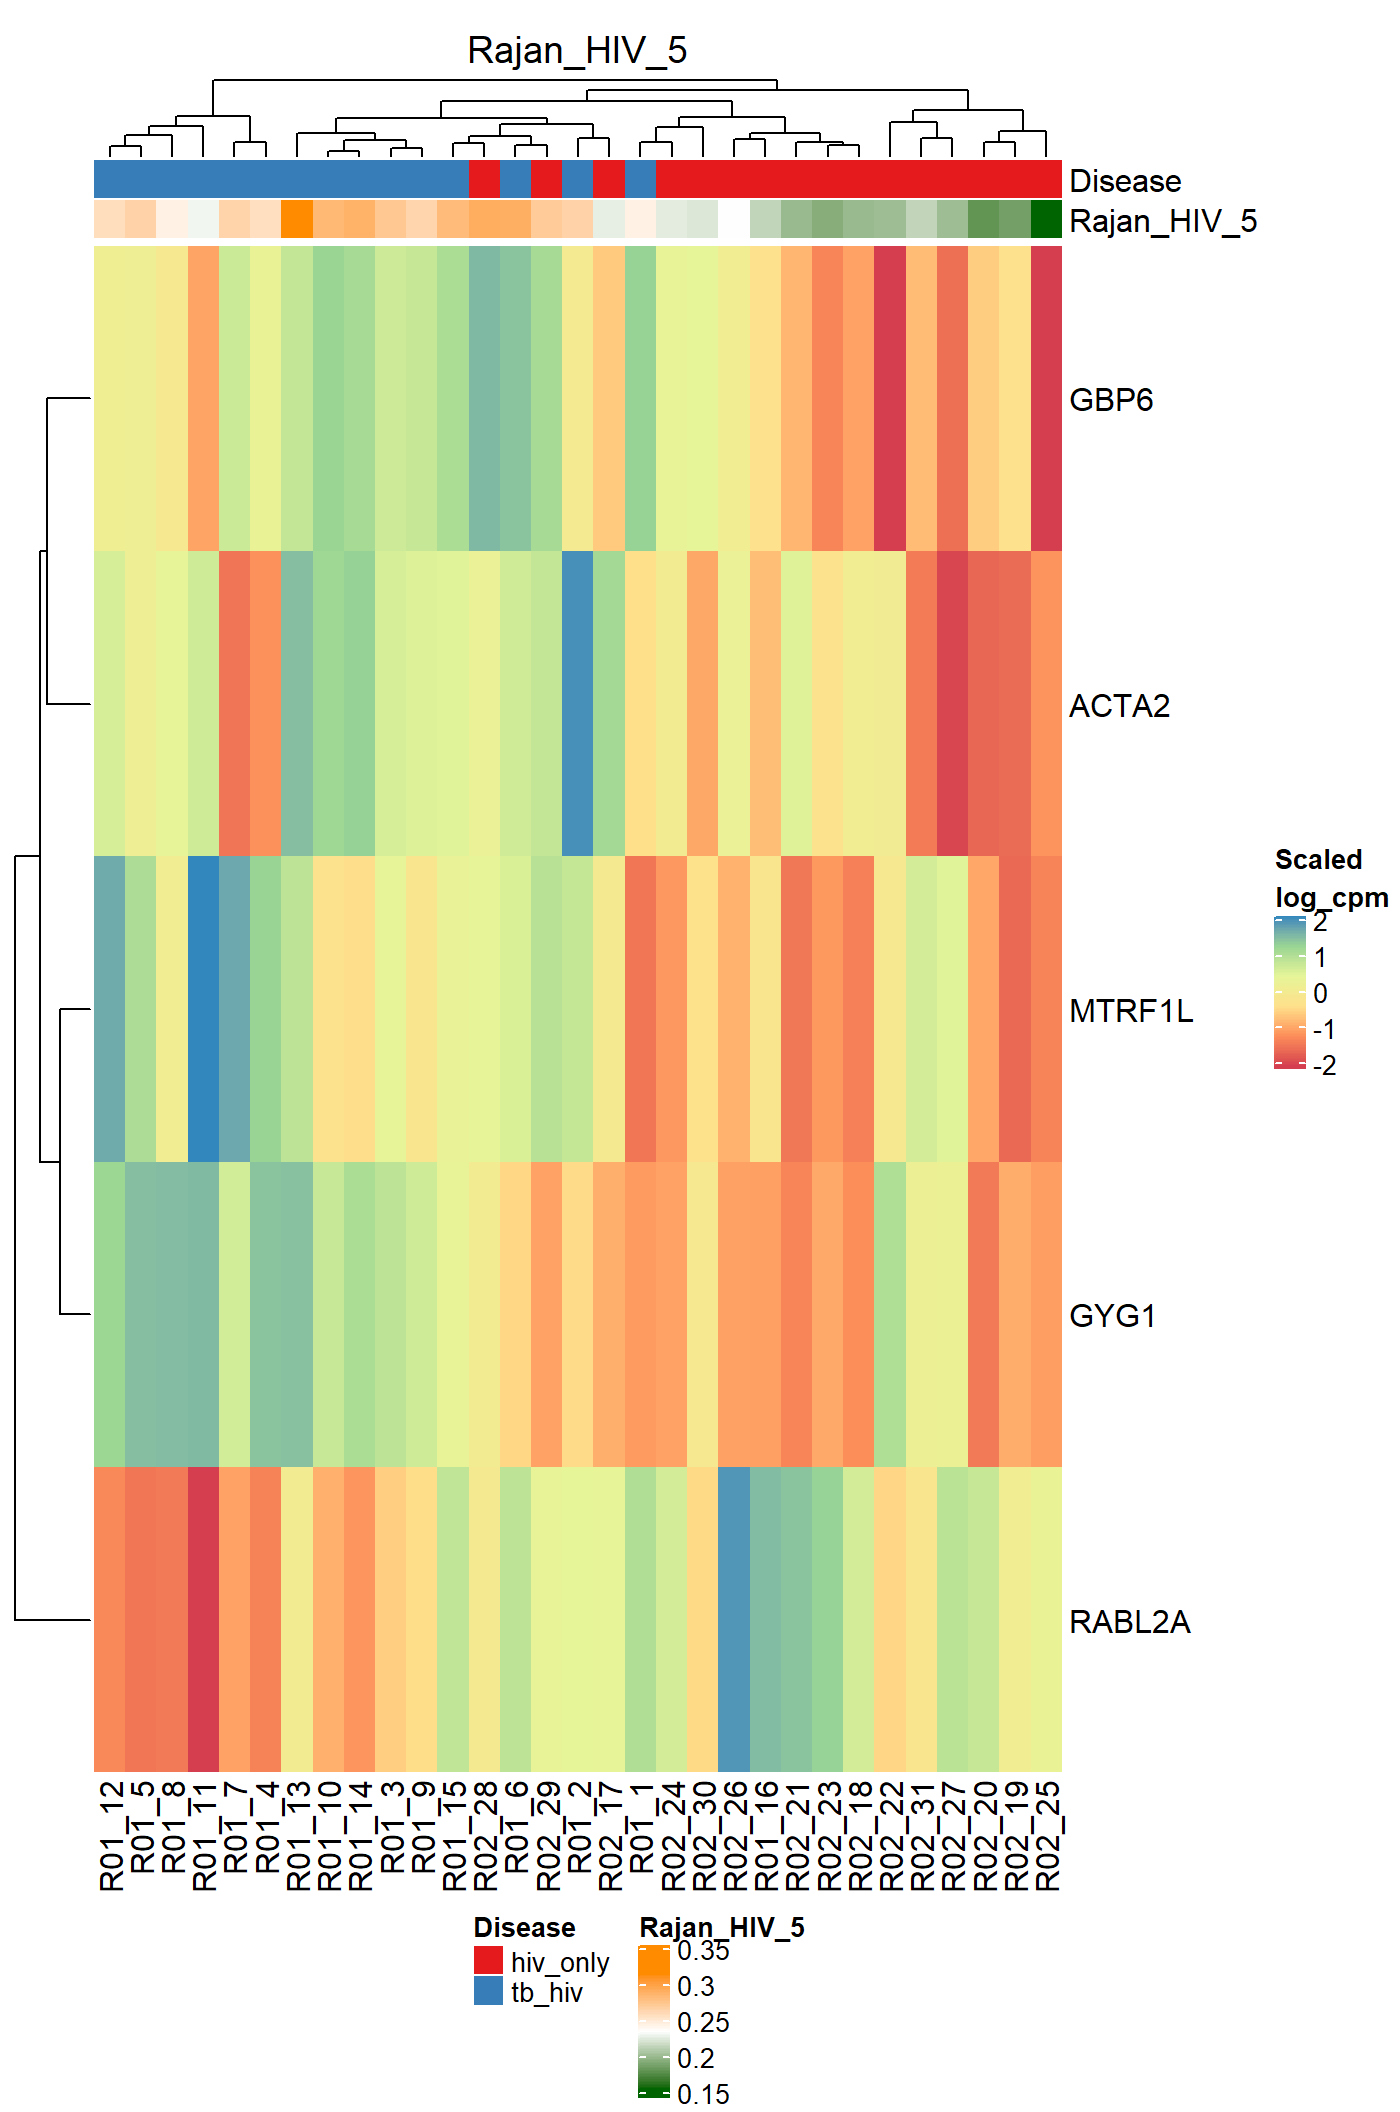 Rajan_HIV_5
Disease
Rajan_HIV_5
GBP6
ACTA2
MTRF1L
GYG1
RABL2A
Scaled
log_cpm
2
1
0
-1
-2
R01_12
R01_5
R01_8
R01_11
R01_7
R01_4
R01_13
R01_10
R01_14
R01_3
R01_9
R01_15
R02_28
R01_6
R02_29
R01_2
R02_17
R01_1
R02_24
R02_30
R02_26
R01_16
R02_21
R02_23
R02_18
R02_22
R02_31
R02_27
R02_20
R02_19
R02_25
Disease
hiv_only
tb_hiv
Rajan_HIV_5
0.35
0.3
0.25
0.2
0.15